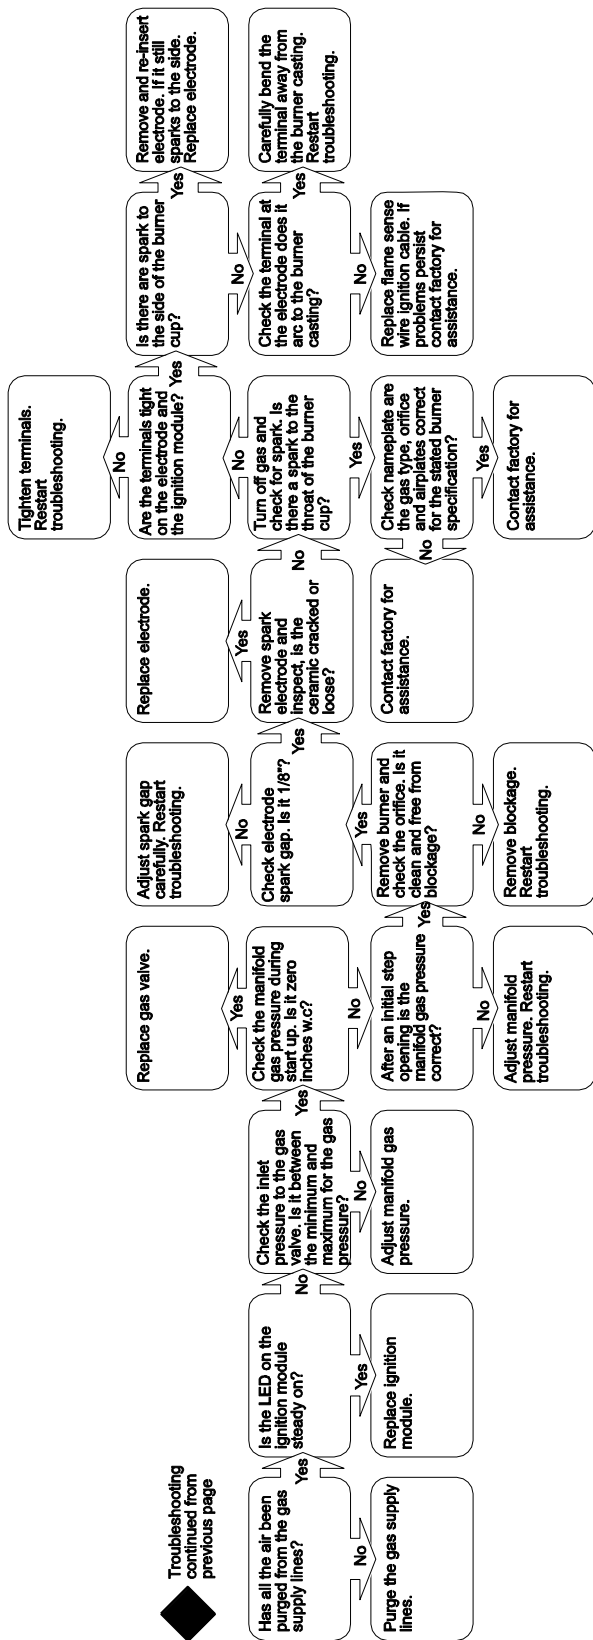 Troubleshooting
continued from
previous page
Has all the air been
purged from the gas
supply lines?
No
Purge the gas supply
lines.
Yes
Is the LED on the
ignition module
steady on?
Yes
Replace ignition
module.
No
Check the inlet
pressure to the gas
valve. Is it between
the minimum and
maximum for the gas
pressure?
No
Adjust manifold gas
pressure.
Yes
Check the manifold
gas pressure during
start up. Is it zero
inches w.c?
Yes
Replace gas valve.
No
After an initial step
opening is the
manifold gas pressure
correct?
No
Adjust manifold
pressure. Restart
troubleshooting.
Yes
Remove burner and
check the orifice. Is it
clean and free from
blockage?
No
Remove blockage.
Restart
troubleshooting.
Yes
Check electrode
spark gap. Is it 1/8"?
No
Adjust spark gap
carefully. Restart
troubleshooting.
Yes
Remove spark
electrode and
inspect, is the
ceramic cracked or
loose?
Yes
Replace electrode.
No
Turn off gas and
check for spark. Is
there a spark to the
throat of the burner
cup?
Yes
Check nameplate are
the gas type, orifice
and airplates correct
for the stated burner
specification?
No
Contact factory for
assistance.
Yes
Contact factory for
assistance.
No
Are the terminals tight
on the electrode and
the ignition module?
No
Tighten terminals.
Restart
troubleshooting.
Yes
Is there are spark to
the side of the burner
cup?
Yes
Remove and re-insert
electrode. If it still
sparks to the side.
Replace electrode.
No
Check the terminal at
the electrode does it
arc to the burner
casting?
Yes
Carefully bend the
terminal away from
the burner casting.
Restart
troubleshooting.
No
Replace flame sense
wire ignition cable. If
problems persist
contact factory for
assistance.